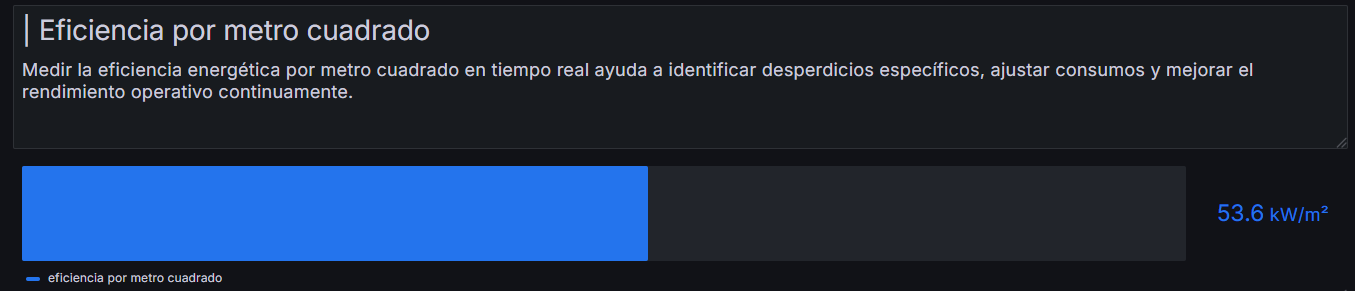 Eficiencia por metro cuadrado
Medir la eficiencia energética por metro cuadrado en tiempo real ayuda a identificar desperdicios específicos, ajustar consumos y mejorar el
rendimiento operativo continuamente.
53.6 kW/m²
eficiencia por metro cuadrado